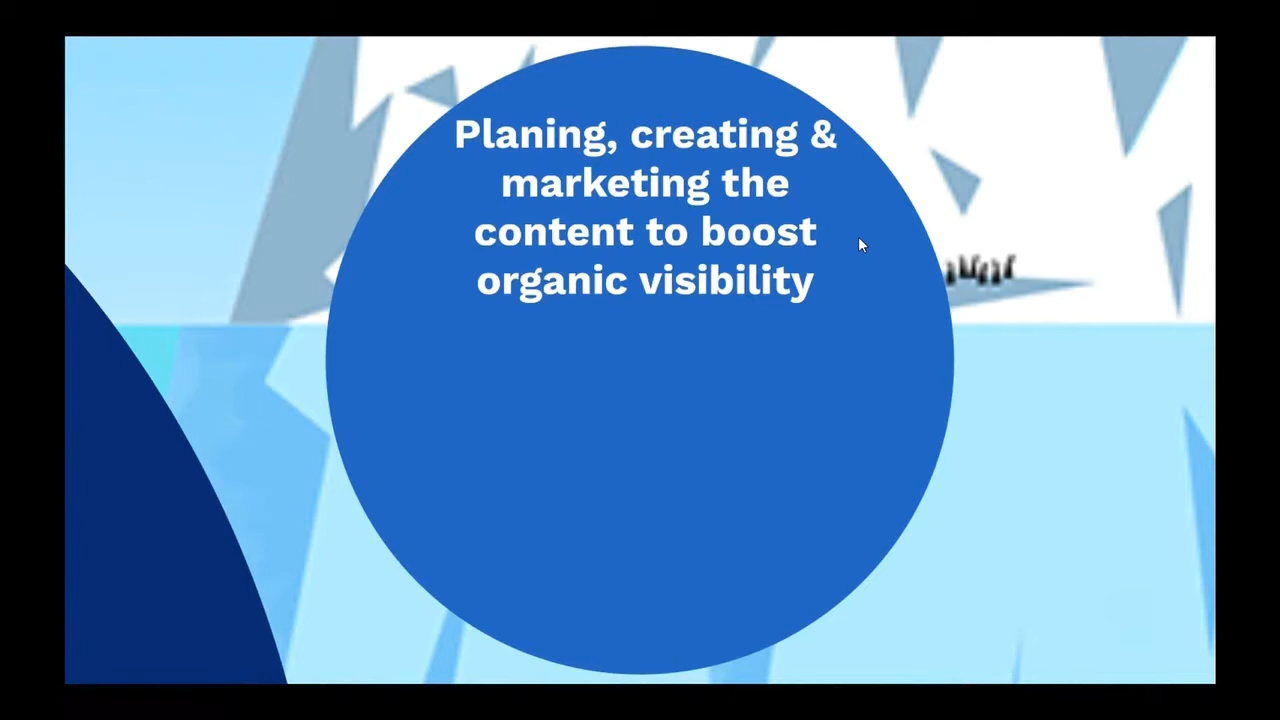 Planing, creating &
marketing the
content to boost
organic visibility